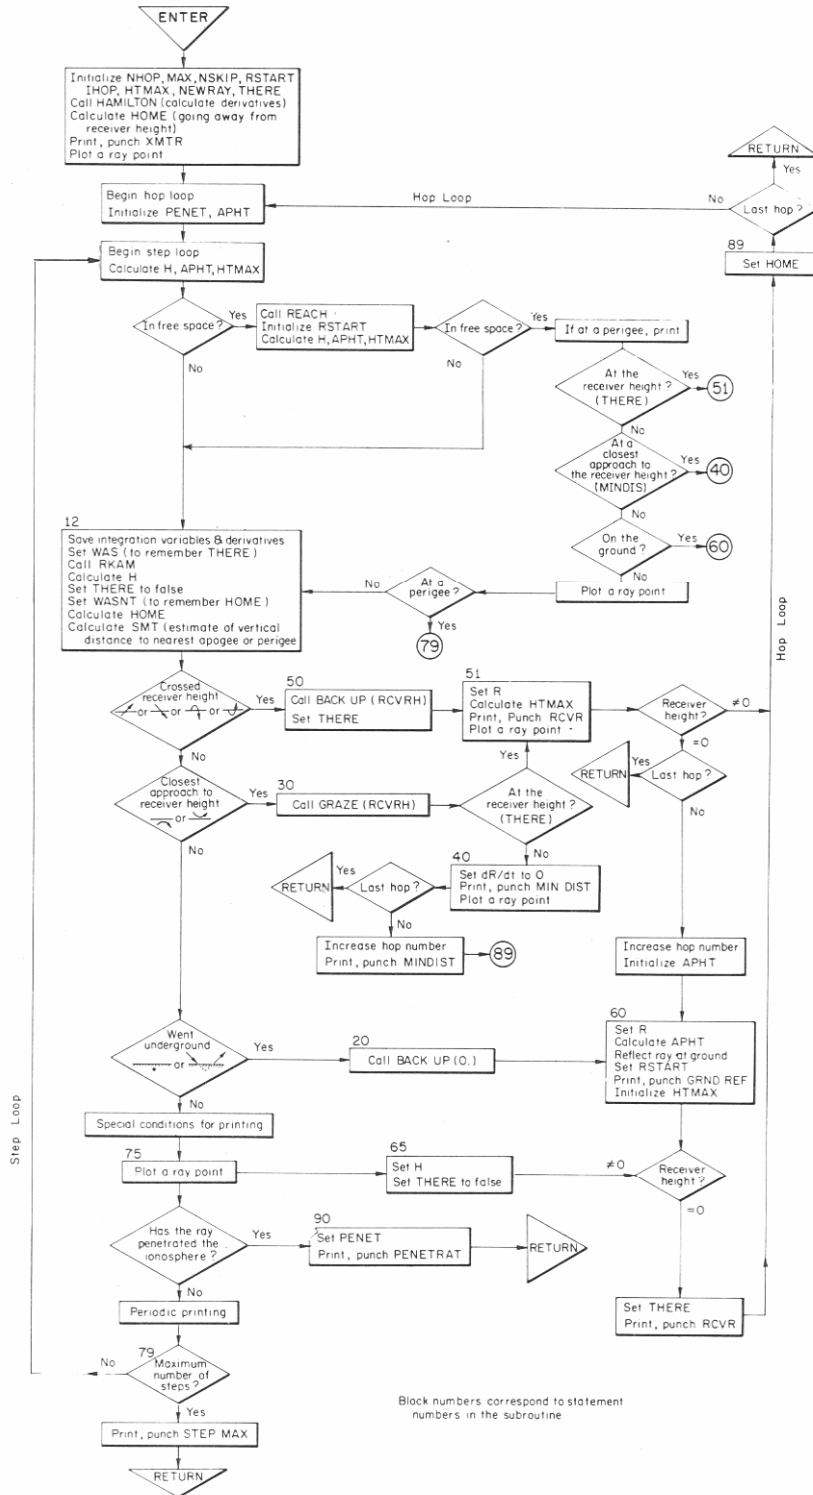 ENTER
Initialize NHOP, MAX, NSKIP, RSTART
IHOP, HTMAX, NEWRAY, THERE
Call HAMILTON (calculate derivatives)
Calculate HOME (going away from
receiver height)
Print, punch XMTR
Plot a ray point
RETURN
Yes
Begin hop loop
Initialize PENET, APHT
Hop Loop
No
Last hop?
89
Set HOME
Begin step loop
Calculate H, APHT, HTMAX
In free space?
Yes
Call REACH
Initialize RSTART
Calculate H, APHT, HTMAX
In free space?
Yes
If at a perigee, print
No
No
At the
receiver height?
(THERE)
Yes
51
No
At a
closest
approach to
the receiver height?
(MINDIS)
Yes
40
No
On the
ground?
Yes
60
No
Plot a ray point
At a
perigee?
No
Yes
79
12
Save integration variables & derivatives
Set WAS (to remember THERE)
Call RKAM
Calculate H
Set THERE to false
Set WASNT (to remember HOME)
Calculate HOME
Calculate SMT (estimate of vertical
distance to nearest apogee or perigee
Hop Loop
Crossed
receiver height
or or or
Yes
50
Call BACK UP (RCVRH)
Set THERE
51
Set R
Calculate HTMAX
Print, Punch RCVR
Plot a ray point
Receiver
height?
≠0
=0
No
Yes
RETURN
Yes
Last hop?
No
Closest
approach to
receiver height
or
Yes
30
Call GRAZE (RCVRH)
At the
receiver height?
(THERE)
No
No
40
Set dR/dt to 0
Print, punch MIN DIST
Plot a ray point
Last hop?
Yes
RETURN
No
Increase hop number
Print, punch MINDIST
89
Increase hop number
Initialize APHT
Went
underground
or
Yes
20
Call BACK UP (0.)
60
Set R
Calculate APHT
Reflect ray at ground
Set RSTART
Print, punch GRND REF
Initialize HTMAX
No
Step Loop
Special conditions for printing
75
Plot a ray point
65
Set H
Set THERE to false
≠0
Receiver
height?
=0
Has the ray
penetrated the
ionosphere?
Yes
90
Set PENET
Print, punch PENETRAT
RETURN
No
Periodic printing
Set THERE
Print, punch RCVR
79
Maximum
number of
steps?
No
Yes
Print, punch STEP MAX
RETURN
Block numbers correspond to statement
numbers in the subroutine